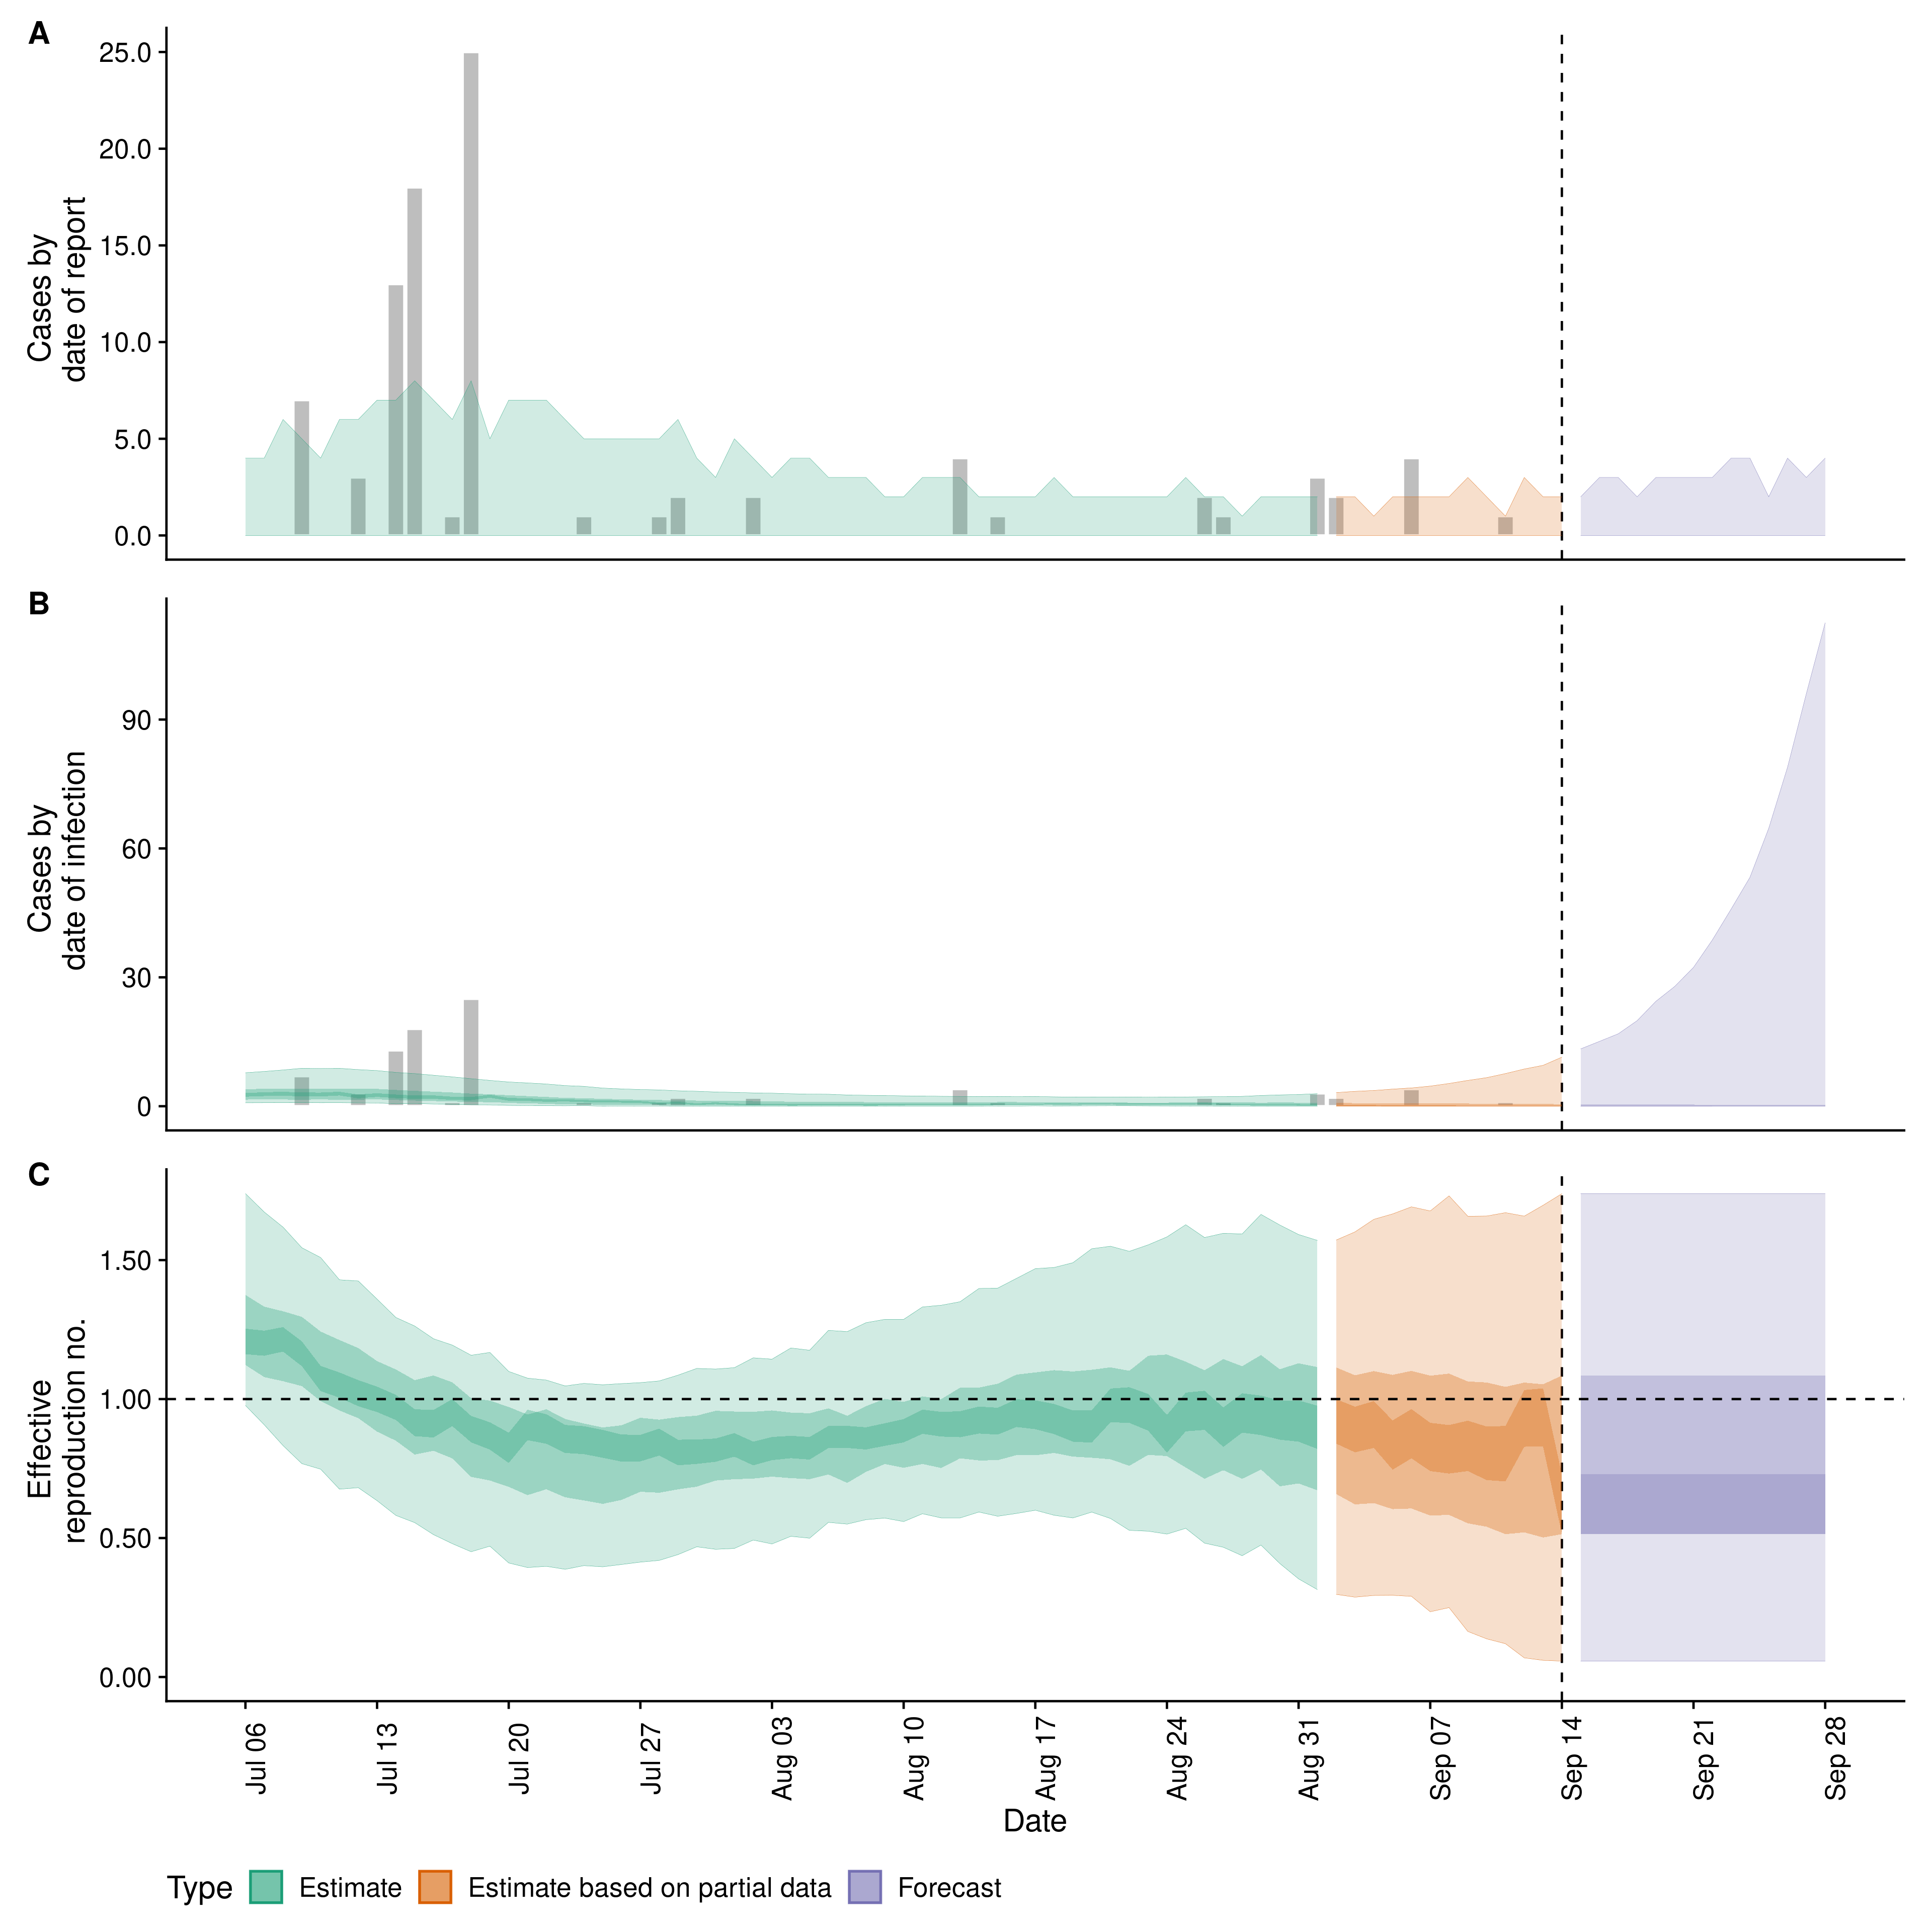 A
Cases by
date of report
25.0
20.0
15.0
10.0
5.0
0.0
B
Cases by
date of infection
90
60
30
0
C
Effective
reproduction no.
1.50
1.00
0.50
0.00
Jul 06
Jul 13
Jul 20
Jul 27
Aug 03
Aug 10
Aug 17
Aug 24
Aug 31
Sep 07
Sep 14
Sep 21
Sep 28
Date
Type Estimate Estimate based on partial data Forecast